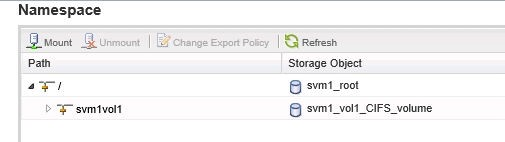 Namespace
Mount Unmount Change Export Policy Refresh
Path Storage Object
/ svm1_root
svm1vol1 svm1_vol1_CIFS_volume